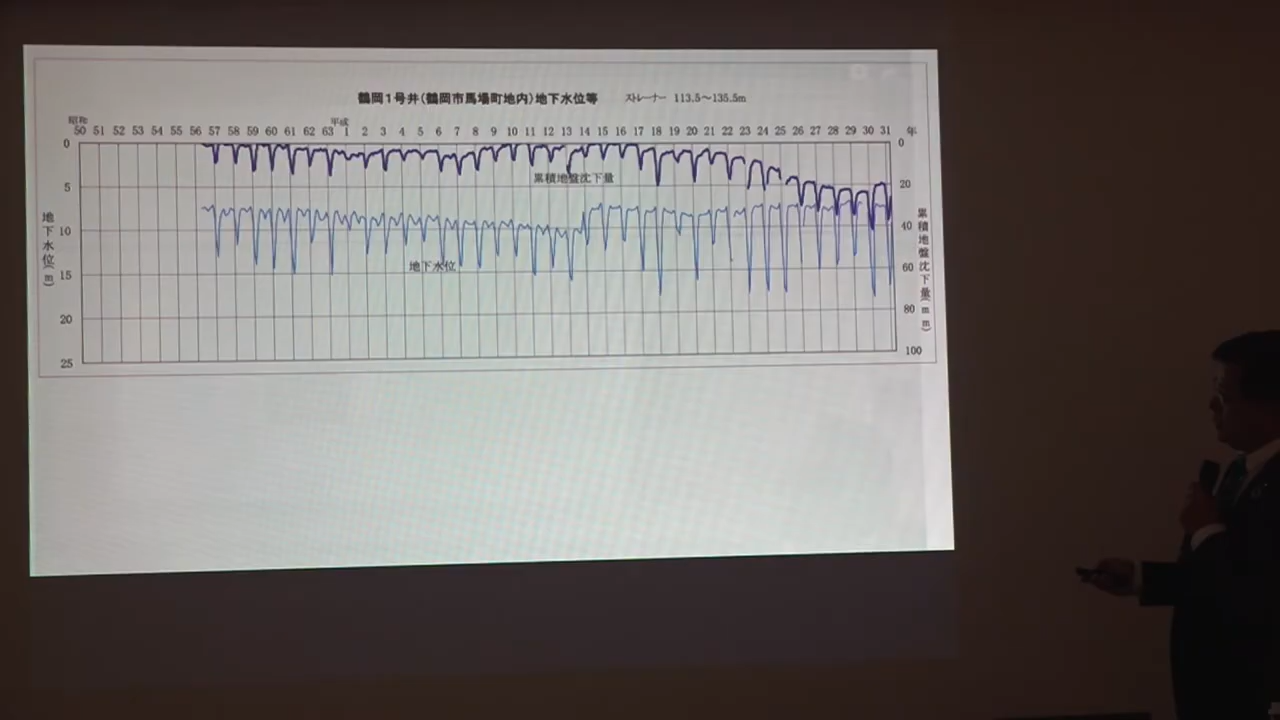 鶴岡1号井(鶴岡市馬場町地内)地下水位等 ストレーナー 113.5～135.5m
昭和 平成
50 51 52 53 54 55 56 57 58 59 60 61 62 63 1 2 3 4 5 6 7 8 9 10 11 12 13 14 15 16 17 18 19 20 21 22 23 24 25 26 27 28 29 30 31 年
0
5
10
15
20
25
地下水位(m)
累積地盤沈下量
地下水位
0
20
40
60
80
100
累積地盤沈下量(mm)